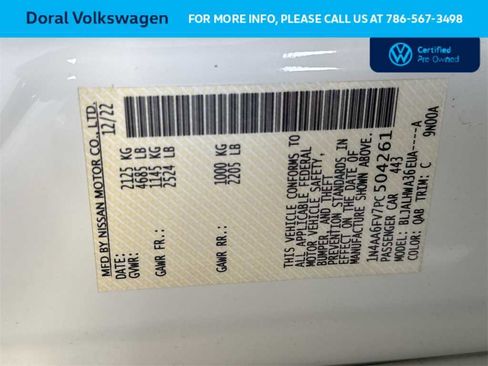 Doral Volkswagen
FOR MORE INFO, PLEASE CALL US AT 786-567-3498
Certified
Pre-Owned
MFD BY NISSAN MOTOR CO., LTD.
DATE: 12/22
GVWR: 2125 KG
4685 LB
GAWR FR.: 1145 KG
2524 LB
GAWR RR.: 1000 KG
2205 LB
THIS VEHICLE CONFORMS TO
ALL APPLICABLE FEDERAL
MOTOR VEHICLE SAFETY,
BUMPER, AND THEFT
PREVENTION STANDARDS IN
EFFECT ON THE DATE OF
MANUFACTURE SHOWN ABOVE.
1N4AA6FV7PC504261
PASSENGER CAR 443
MODEL: BLJALHWA36EUA----A
COLOR: QAB TRIM: C 9N00A